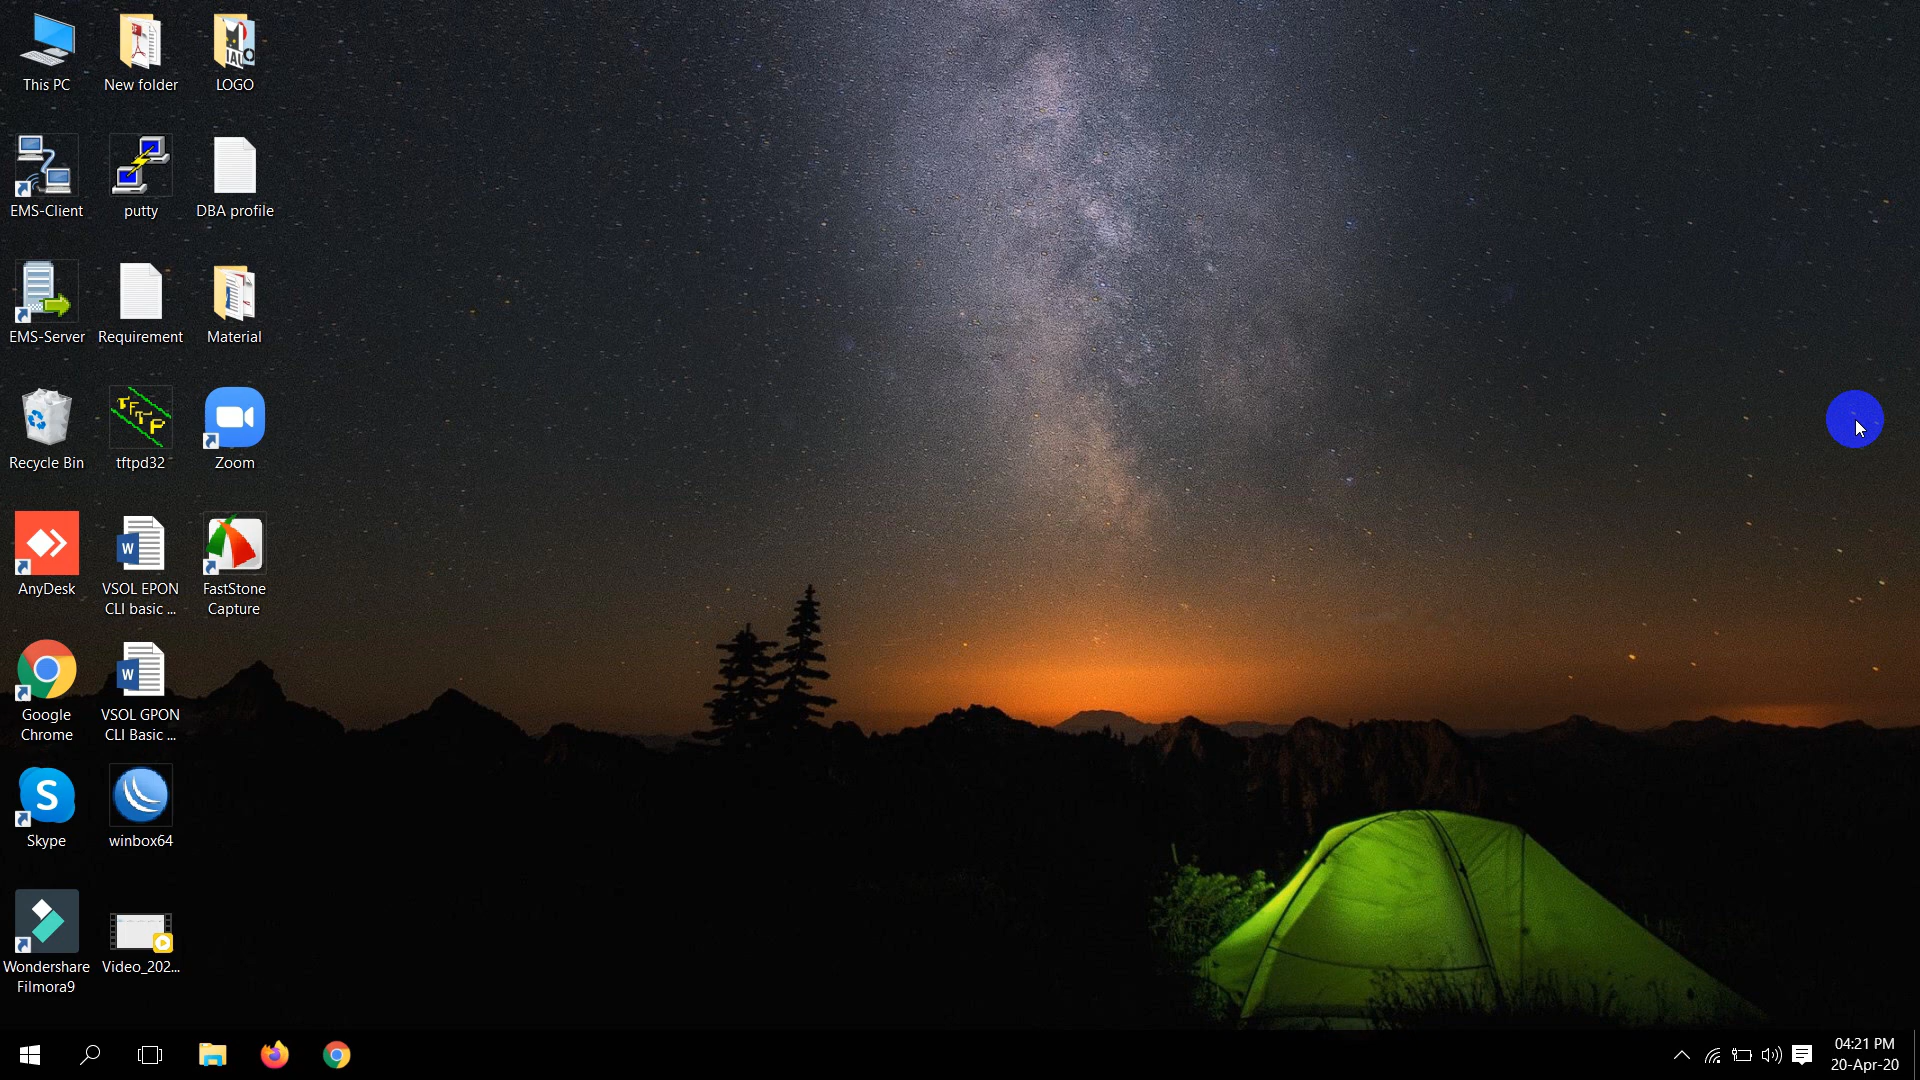 This PC
New folder
LOGO
EMS-Client
putty
DBA profile
EMS-Server
Requirement
Material
Recycle Bin
tftpd32
Zoom
AnyDesk
VSOL EPON
CLI basic ...
FastStone
Capture
Google
Chrome
VSOL GPON
CLI Basic ...
Skype
winbox64
Wondershare
Filmora9
Video_202...
04:21 PM
20-Apr-20